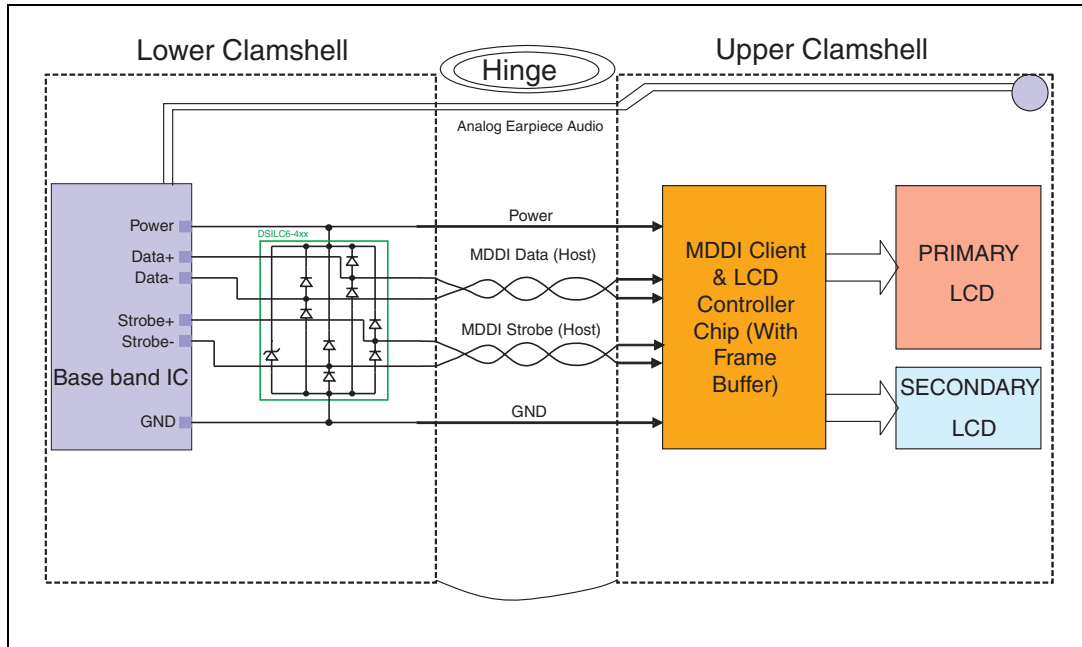 Lower Clamshell
Hinge
Upper Clamshell
Analog Earpiece Audio
Power
Data+
Data-
Strobe+
Strobe-
Base band IC
GND
DSILC6-4xx
Power
MDDI Data (Host)
MDDI Strobe (Host)
GND
MDDI Client
& LCD
Controller
Chip (With
Frame
Buffer)
PRIMARY
LCD
SECONDARY
LCD